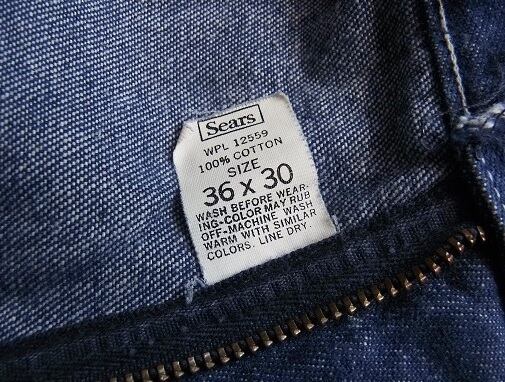 Sears
WPL 12559
100% COTTON
SIZE
36 x 30
WASH BEFORE WEAR-
ING-COLOR MAY RUB
OFF-MACHINE WASH
WARM WITH SIMILAR
COLORS. LINE DRY.